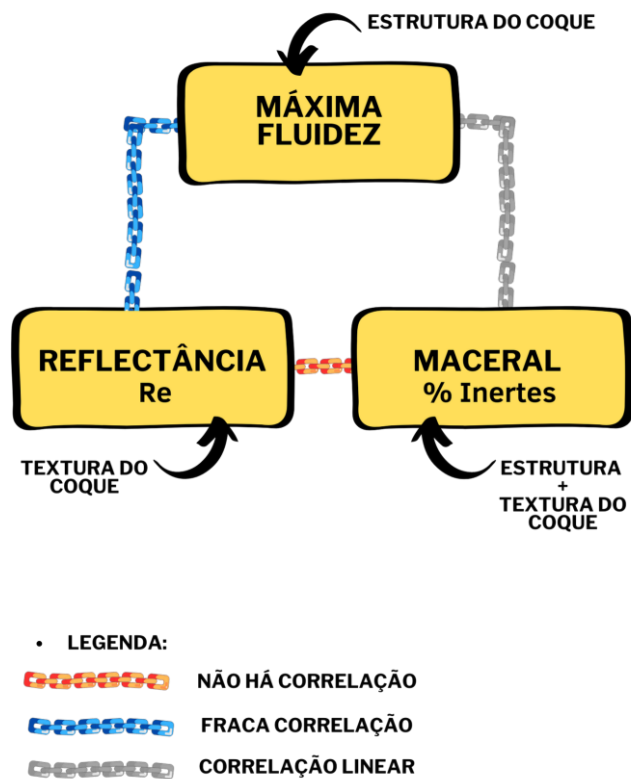 ESTRUTURA DO COQUE
MÁXIMA
FLUIDEZ
REFLECTÂNCIA
Re
MACERAL
% Inertes
TEXTURA DO
COQUE
ESTRUTURA
+
TEXTURA DO
COQUE
• LEGENDA:
NÃO HÁ CORRELAÇÃO
FRACA CORRELAÇÃO
CORRELAÇÃO LINEAR